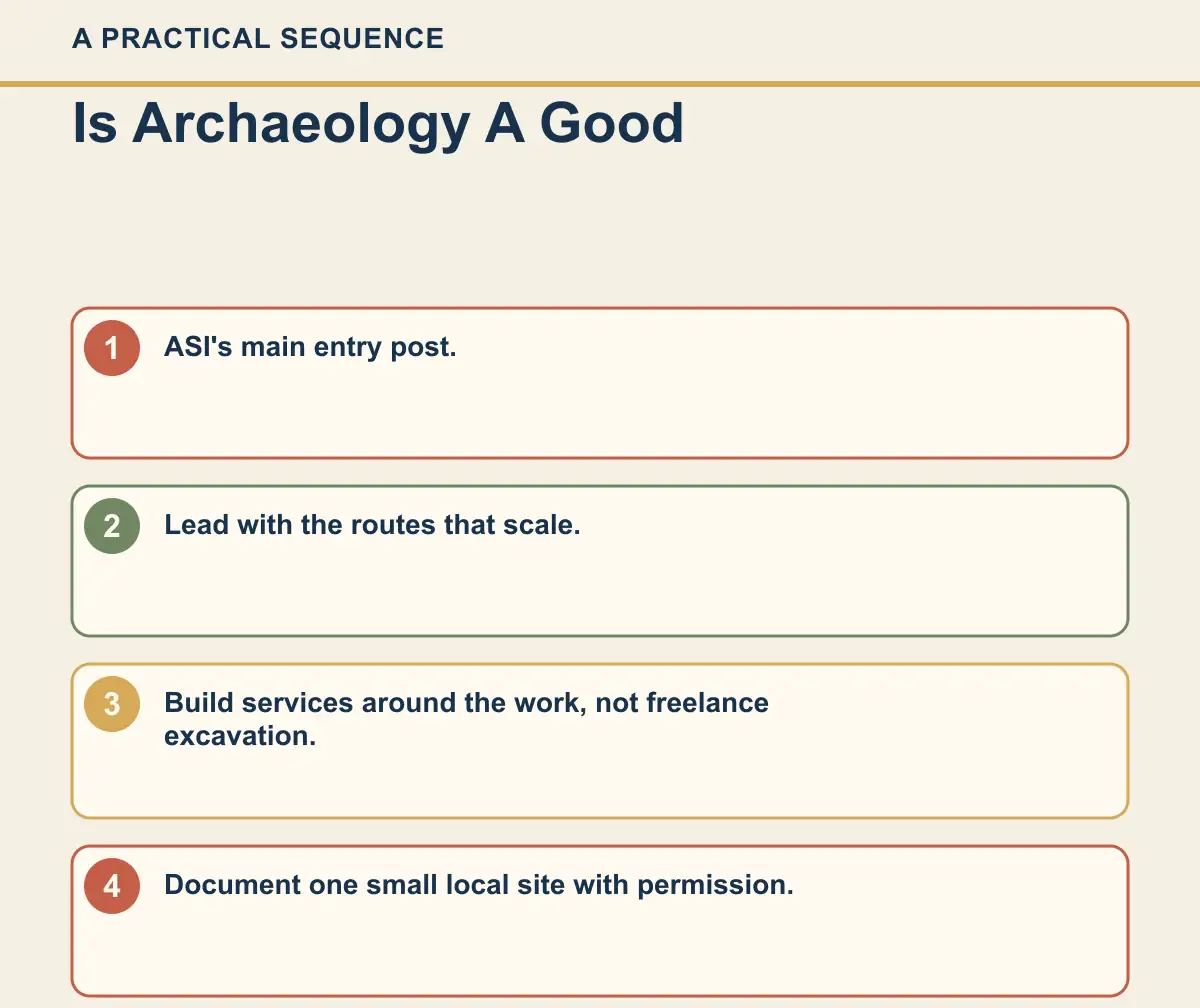 A PRACTICAL SEQUENCE
Is Archaeology A Good
1
ASI's main entry post.
2
Lead with the routes that scale.
3
Build services around the work, not freelance
excavation.
4
Document one small local site with permission.